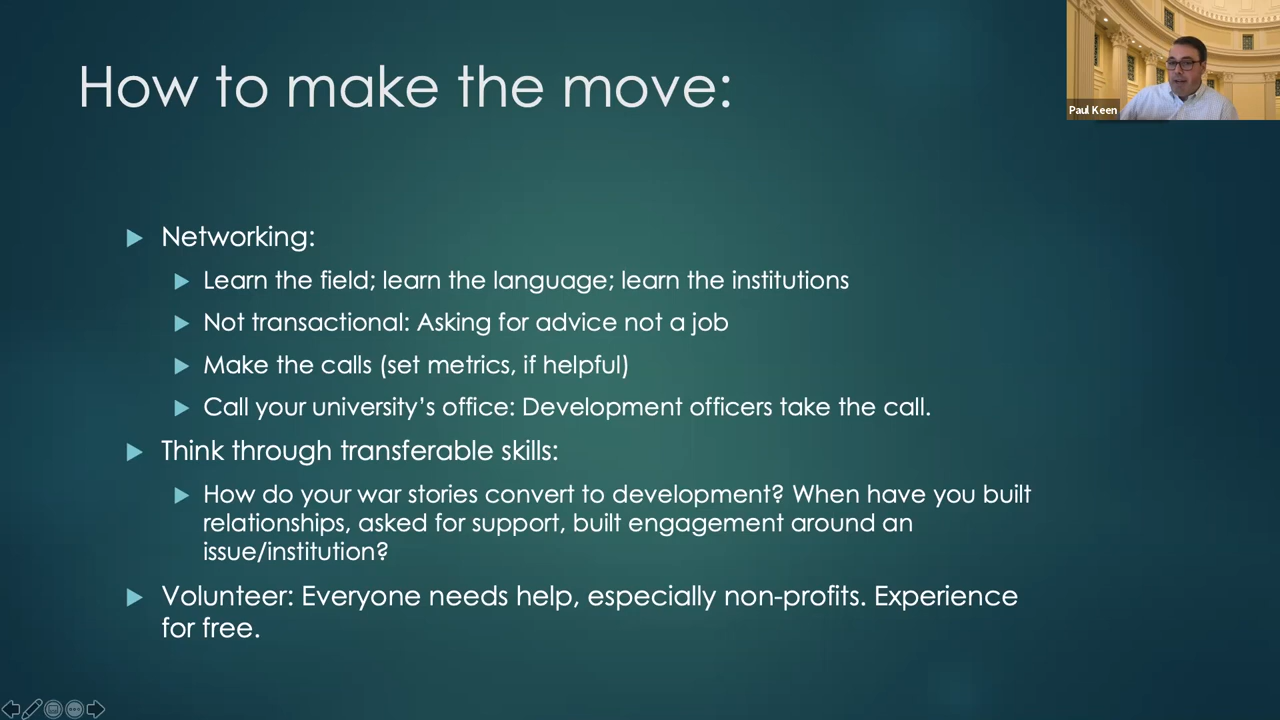 How to make the move:
Paul Keen
Networking:
Learn the field; learn the language; learn the institutions
Not transactional: Asking for advice not a job
Make the calls (set metrics, if helpful)
Call your university’s office: Development officers take the call.
Think through transferable skills:
How do your war stories convert to development? When have you built
relationships, asked for support, built engagement around an
issue/institution?
Volunteer: Everyone needs help, especially non-profits. Experience
for free.